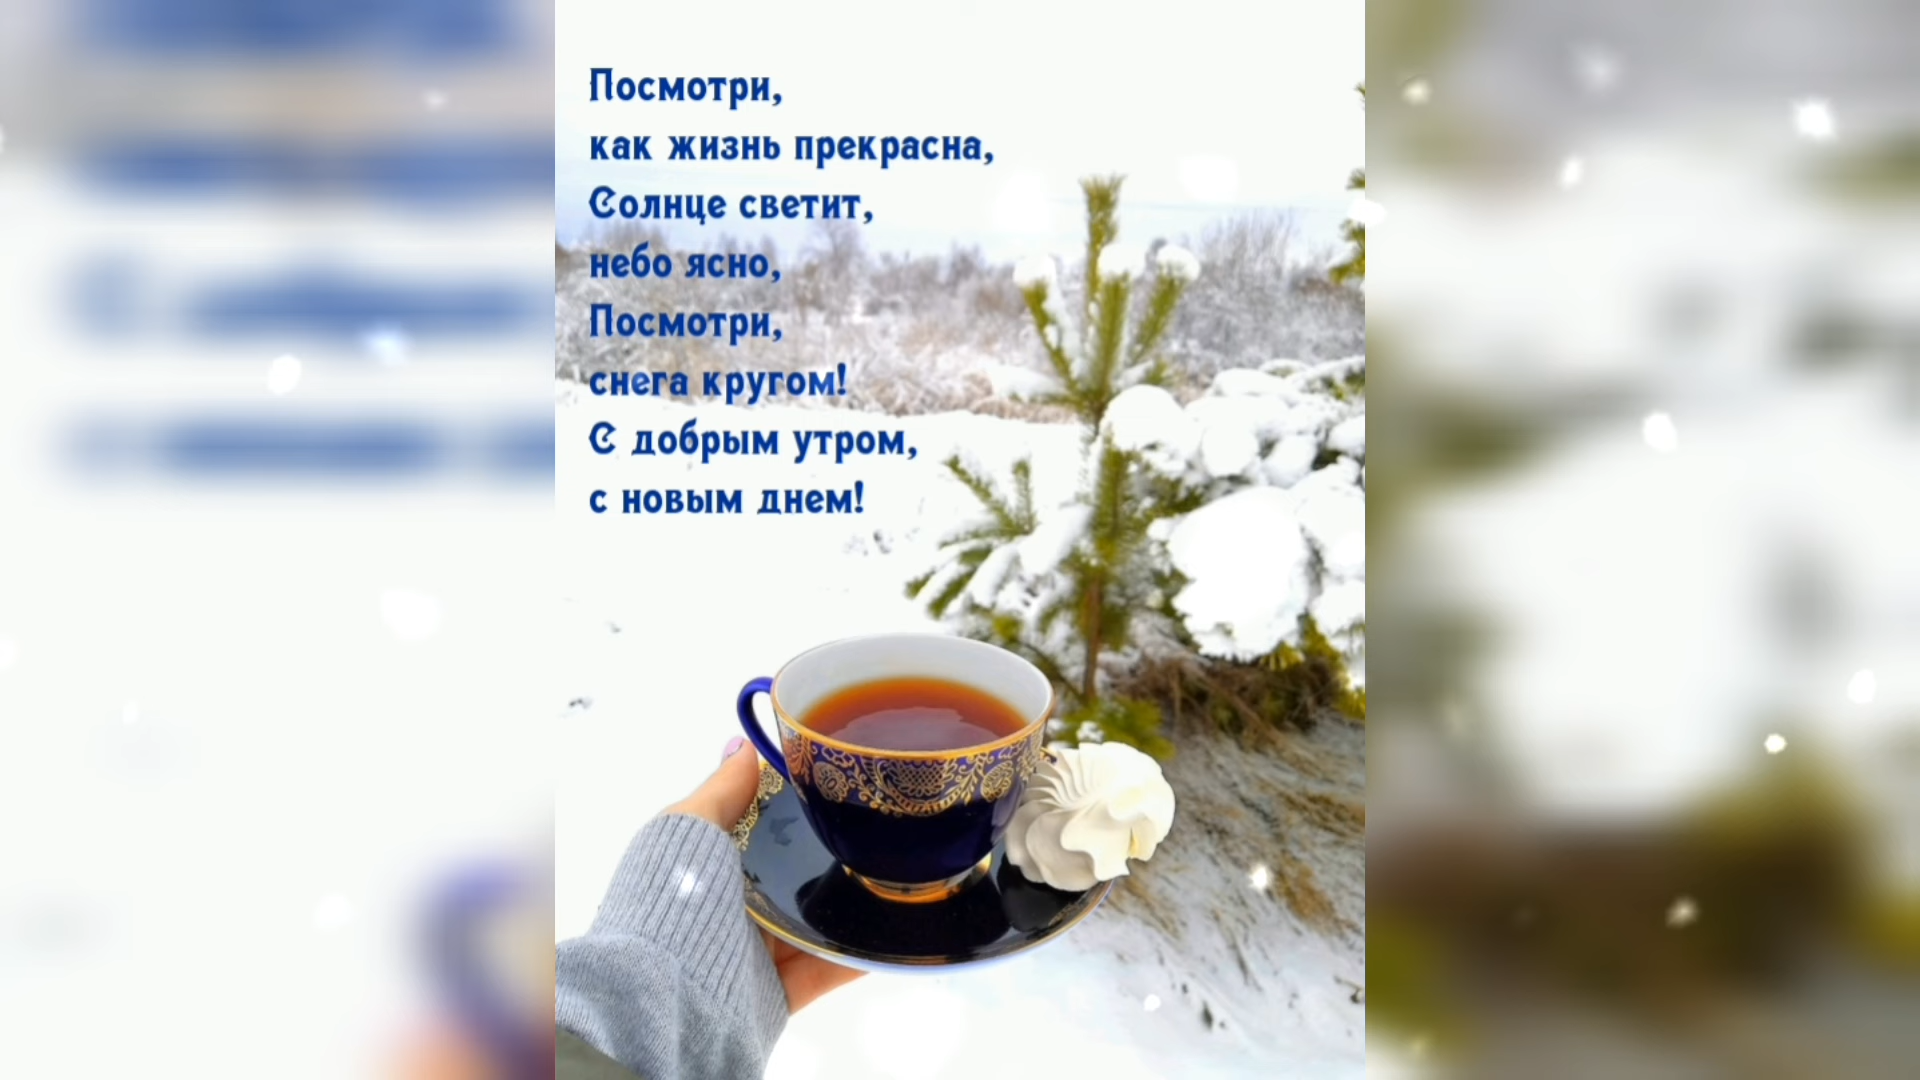 Посмотри,
как жизнь прекрасна,
Солнце светит,
небо ясно,
Посмотри,
снега кругом!
С добрым утром,
с новым днем!